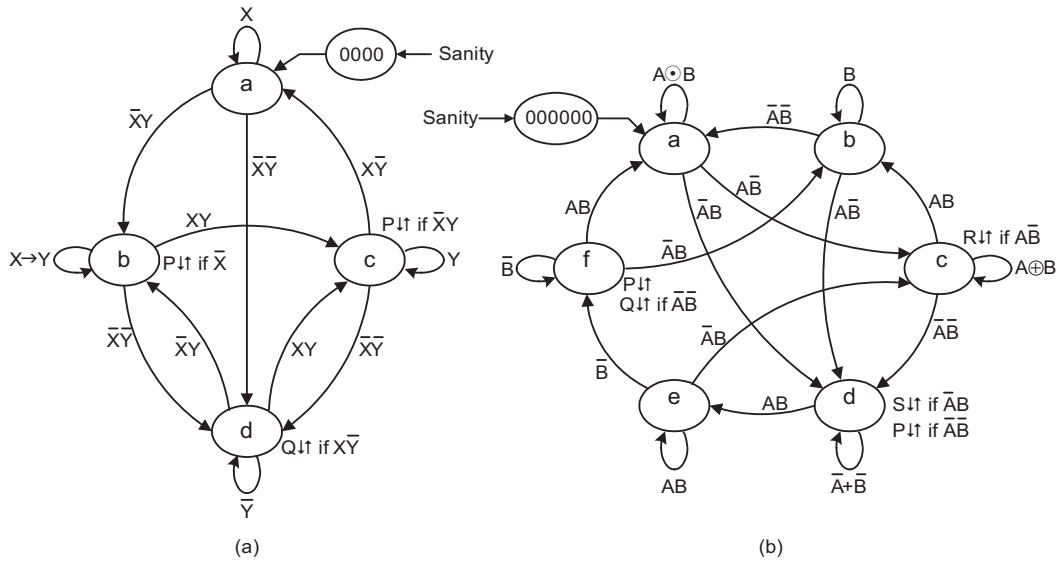 X
0000
Sanity
a
X̄Y
X̄Ȳ
XȲ
XY
P↓↑ if X̄Y
X→Y
b
P↓↑ if X̄
c
Y
X̄Ȳ
X̄Y
XY
X̄Ȳ
d
Q↓↑ if XȲ
Ȳ
(a)
A⊙B
B
Sanity
000000
a
ĀB̄
b
AB
ĀB
AB̄
AB̄
AB
R↓↑ if AB̄
B̄
f
ĀB
P↓↑
Q↓↑ if ĀB̄
c
A⊕B
ĀB
ĀB̄
B̄
e
AB
d
S↓↑ if ĀB
P↓↑ if ĀB̄
AB
Ā+B̄
(b)